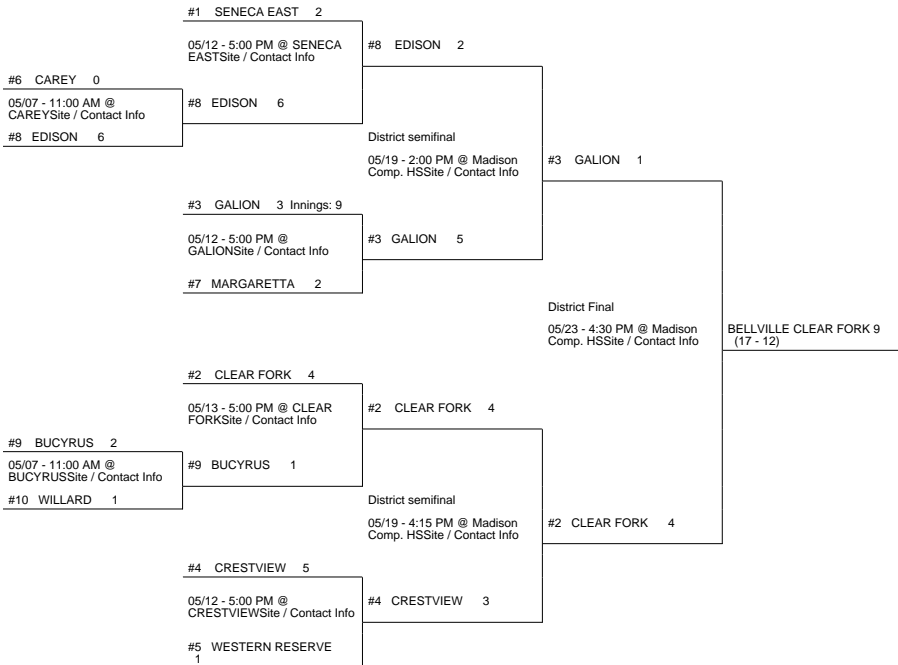 #1 SENECA EAST 2
05/12 - 5:00 PM @ SENECA
EASTSite / Contact Info
#8 EDISON 2
#6 CAREY 0
05/07 - 11:00 AM @
CAREYSite / Contact Info
#8 EDISON 6
#8 EDISON 6
District semifinal
05/19 - 2:00 PM @ Madison
Comp. HSSite / Contact Info
#3 GALION 1
#3 GALION 3 Innings: 9
05/12 - 5:00 PM @
GALIONSite / Contact Info
#3 GALION 5
#7 MARGARETTA 2
District Final
05/23 - 4:30 PM @ Madison
Comp. HSSite / Contact Info
BELLVILLE CLEAR FORK 9
(17 - 12)
#2 CLEAR FORK 4
05/13 - 5:00 PM @ CLEAR
FORKSite / Contact Info
#2 CLEAR FORK 4
#9 BUCYRUS 2
05/07 - 11:00 AM @
BUCYRUSSite / Contact Info
#9 BUCYRUS 1
#10 WILLARD 1
District semifinal
05/19 - 4:15 PM @ Madison
Comp. HSSite / Contact Info
#2 CLEAR FORK 4
#4 CRESTVIEW 5
05/12 - 5:00 PM @
CRESTVIEWSite / Contact Info
#4 CRESTVIEW 3
#5 WESTERN RESERVE
1